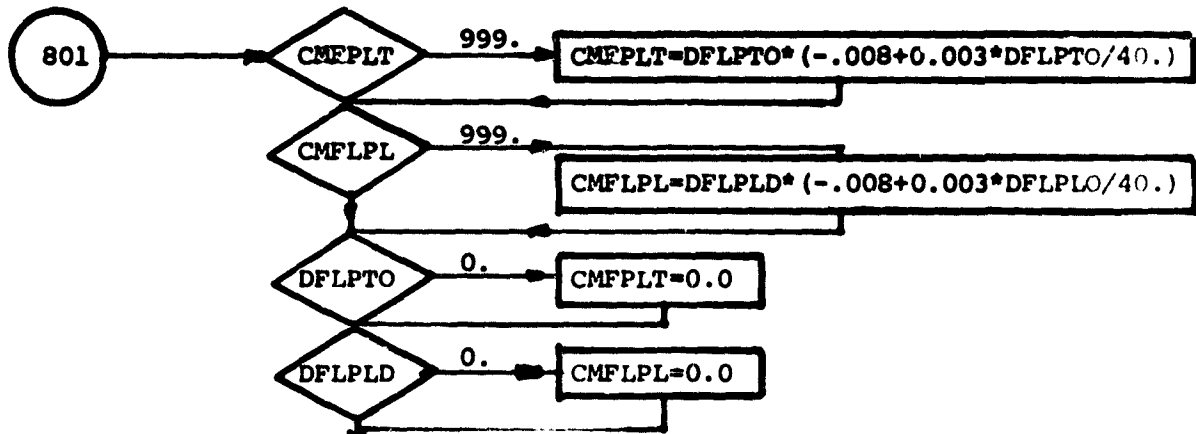 801
CMFPLT
999.
CMFPLT=DFLPTO*(-.008+0.003*DFLPTO/40.)
CMFLPL
999.
CMFLPL=DFLPLD*(-.008+0.003*DFLPLO/40.)
DFLPTO
0.
CMFPLT=0.0
DFLPLD
0.
CMFLPL=0.0